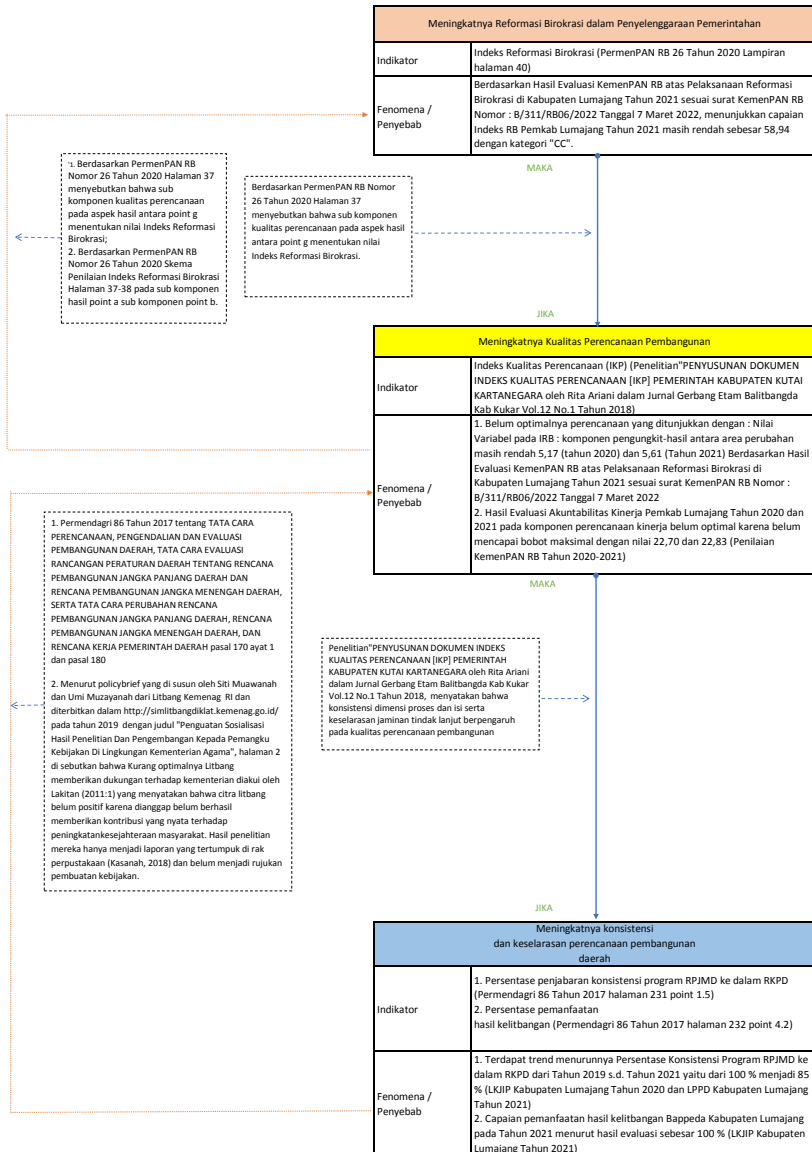 Meningkatnya Reformasi Birokrasi dalam Penyelenggaraan Pemerintahan
Indikator
Indeks Reformasi Birokrasi (PermenPAN RB 26 Tahun 2020 Lampiran
halaman 40)
Fenomena /
Penyebab
Berdasarkan Hasil Evaluasi KemenPAN RB atas Pelaksanaan Reformasi
Birokrasi di Kabupaten Lumajang Tahun 2021 sesuai surat KemenPAN RB
Nomor : B/311/RB06/2022 Tanggal 7 Maret 2022, menunjukkan capaian
Indeks RB Pemkab Lumajang Tahun 2021 masih rendah sebesar 58,94
dengan kategori "CC".
MAKA
'1. Berdasarkan PermenPAN RB
Nomor 26 Tahun 2020 Halaman 37
menyebutkan bahwa sub
komponen kualitas perencanaan
pada aspek hasil antara point g
menentukan nilai Indeks Reformasi
Birokrasi;
2. Berdasarkan PermenPAN RB
Nomor 26 Tahun 2020 Skema
Penilaian Indeks Reformasi Birokrasi
Halaman 37-38 pada sub komponen
hasil point a sub komponen point b.
Berdasarkan PermenPAN RB Nomor
26 Tahun 2020 Halaman 37
menyebutkan bahwa sub komponen
kualitas perencanaan pada aspek hasil
antara point g menentukan nilai
Indeks Reformasi Birokrasi.
JIKA
Meningkatnya Kualitas Perencanaan Pembangunan
Indikator
Indeks Kualitas Perencanaan (IKP) (Penelitian"PENYUSUNAN DOKUMEN
INDEKS KUALITAS PERENCANAAN [IKP] PEMERINTAH KABUPATEN KUTAI
KARTANEGARA oleh Rita Ariani dalam Jurnal Gerbang Etam Balitbangda
Kab Kukar Vol.12 No.1 Tahun 2018)
Fenomena /
Penyebab
1. Belum optimalnya perencanaan yang ditunjukkan dengan : Nilai
Variabel pada IRB : komponen pengungkit-hasil antara area perubahan
masih rendah 5,17 (tahun 2020) dan 5,61 (Tahun 2021) Berdasarkan Hasil
Evaluasi KemenPAN RB atas Pelaksanaan Reformasi Birokrasi di
Kabupaten Lumajang Tahun 2021 sesuai surat KemenPAN RB Nomor :
B/311/RB06/2022 Tanggal 7 Maret 2022
2. Hasil Evaluasi Akuntabilitas Kinerja Pemkab Lumajang Tahun 2020 dan
2021 pada komponen perencanaan kinerja belum optimal karena belum
mencapai bobot maksimal dengan nilai 22,70 dan 22,83 (Penilaian
KemenPAN RB Tahun 2020-2021)
MAKA
1. Permendagri 86 Tahun 2017 tentang TATA CARA
PERENCANAAN, PENGENDALIAN DAN EVALUASI
PEMBANGUNAN DAERAH, TATA CARA EVALUASI
RANCANGAN PERATURAN DAERAH TENTANG RENCANA
PEMBANGUNAN JANGKA PANJANG DAERAH DAN
RENCANA PEMBANGUNAN JANGKA MENENGAH DAERAH,
SERTA TATA CARA PERUBAHAN RENCANA
PEMBANGUNAN JANGKA PANJANG DAERAH, RENCANA
PEMBANGUNAN JANGKA MENENGAH DAERAH, DAN
RENCANA KERJA PEMERINTAH DAERAH pasal 170 ayat 1
dan pasal 180
2. Menurut policybrief yang di susun oleh Siti Muawanah
dan Umi Muzayanah dari Litbang Kemenag  RI dan
diterbitkan dalam http://simlitbangdiklat.kemenag.go.id/
pada tahun 2019  dengan judul "Penguatan Sosialisasi
Hasil Penelitian Dan Pengembangan Kepada Pemangku
Kebijakan Di Lingkungan Kementerian Agama", halaman 2
di sebutkan bahwa Kurang optimalnya Litbang
memberikan dukungan terhadap kementerian diakui oleh
Lakitan (2011:1) yang menyatakan bahwa citra litbang
belum positif karena dianggap belum berhasil
memberikan kontribusi yang nyata terhadap
peningkatankesejahteraan masyarakat. Hasil penelitian
mereka hanya menjadi laporan yang tertumpuk di rak
perpustakaan (Kasanah, 2018) dan belum menjadi rujukan
pembuatan kebijakan.
Penelitian"PENYUSUNAN DOKUMEN INDEKS
KUALITAS PERENCANAAN [IKP] PEMERINTAH
KABUPATEN KUTAI KARTANEGARA oleh Rita Ariani
dalam Jurnal Gerbang Etam Balitbangda Kab Kukar
Vol.12 No.1 Tahun 2018,  menyatakan bahwa
konsistensi dimensi proses dan isi serta
keselarasan jaminan tindak lanjut berpengaruh
pada kualitas perencanaan pembangunan
JIKA
Meningkatnya konsistensi
dan keselarasan perencanaan pembangunan
daerah
Indikator
1. Persentase penjabaran konsistensi program RPJMD ke dalam RKPD
(Permendagri 86 Tahun 2017 halaman 231 point 1.5)
2. Persentase pemanfaatan
hasil kelitbangan (Permendagri 86 Tahun 2017 halaman 232 point 4.2)
Fenomena /
Penyebab
1. Terdapat trend menurunnya Persentase Konsistensi Program RPJMD ke
dalam RKPD dari Tahun 2019 s.d. Tahun 2021 yaitu dari 100 % menjadi 85
% (LKJIP Kabupaten Lumajang Tahun 2020 dan LPPD Kabupaten Lumajang
Tahun 2021)
2. Capaian pemanfaatan hasil kelitbangan Bappeda Kabupaten Lumajang
pada Tahun 2021 menurut hasil evaluasi sebesar 100 % (LKJIP Kabupaten
Lumajang Tahun 2021)